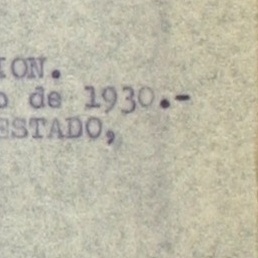 ION.
o de 1930.-
ESTADO,